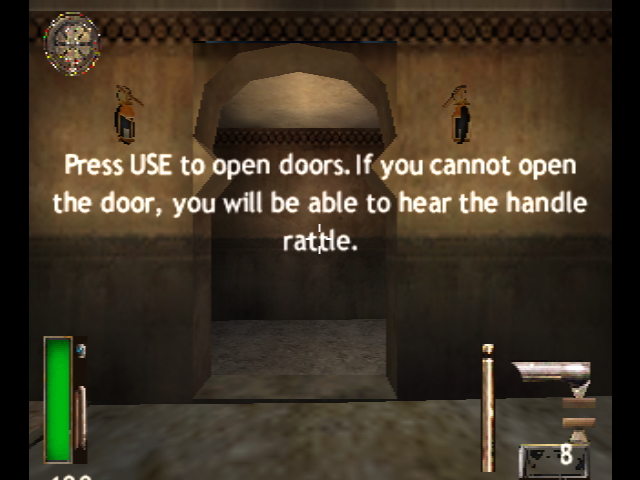 Press USE to open doors. If you cannot open
the door, you will be able to hear the handle
rattle.
8